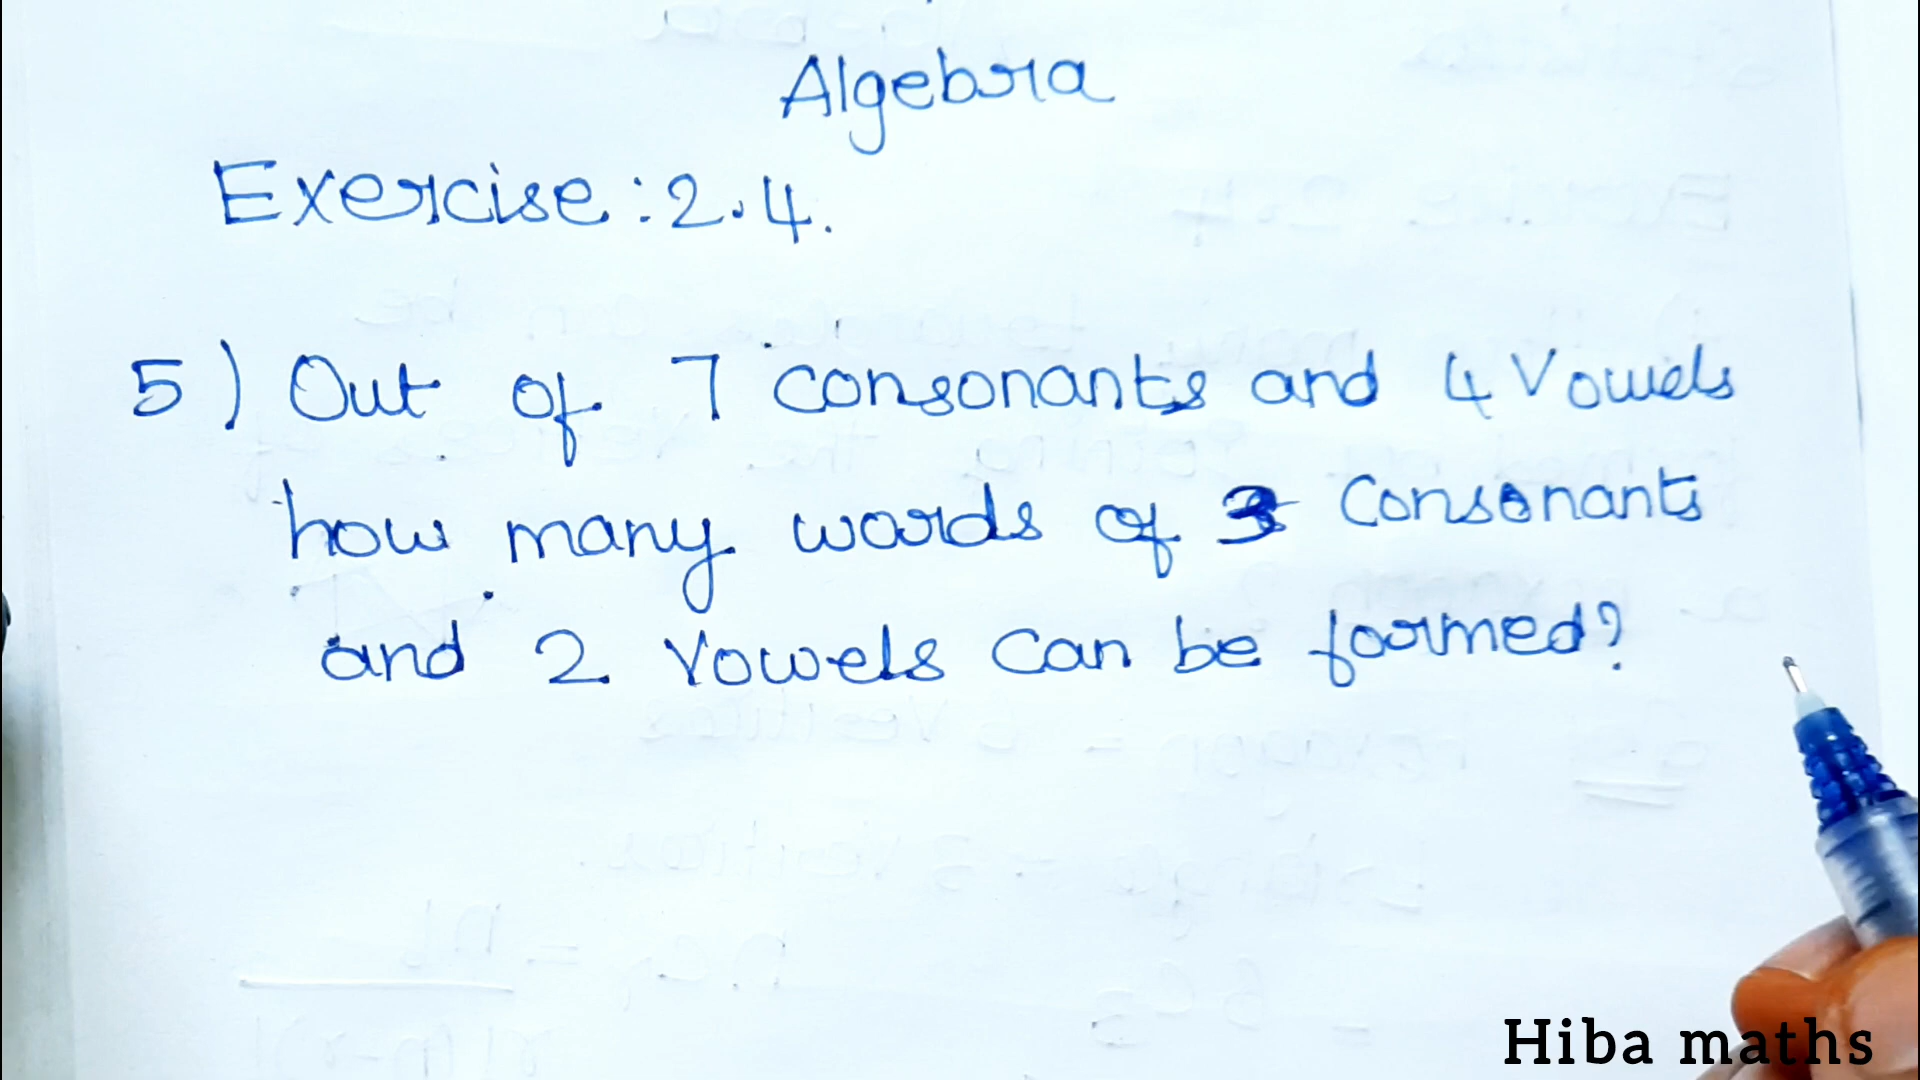 Algebra
Exercise: 2.4.
5) Out of 7 consonants and 4 Vowels
how many words of 3 consonants
and 2 vowels can be formed?
Hiba maths